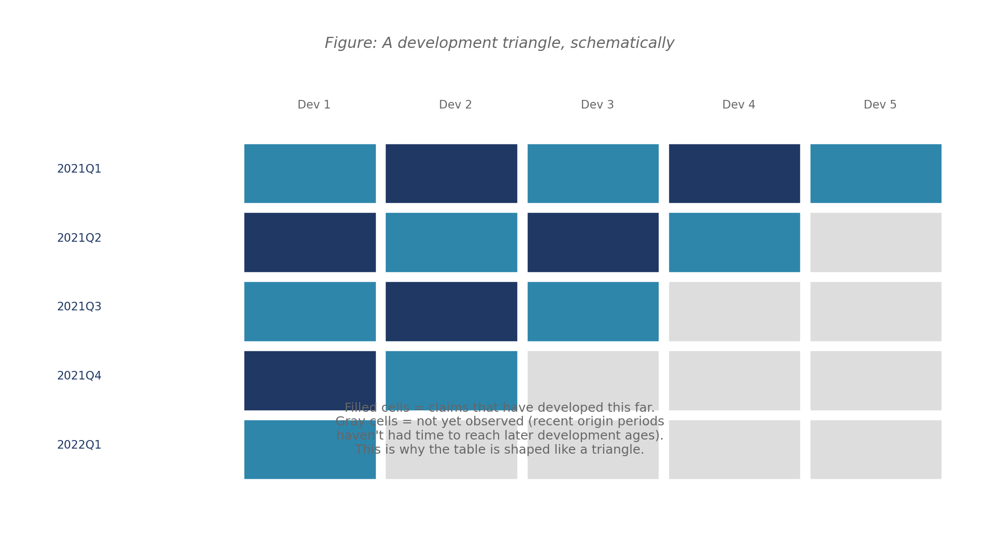 Figure: A development triangle, schematically
Dev 1 Dev 2 Dev 3 Dev 4 Dev 5
2021Q1
2021Q2
2021Q3
2021Q4
Filled cells = claims that have developed this far.
Gray cells = not yet observed (recent origin periods
haven't had time to reach later development ages).
2022Q1
This is why the table is shaped like a triangle.